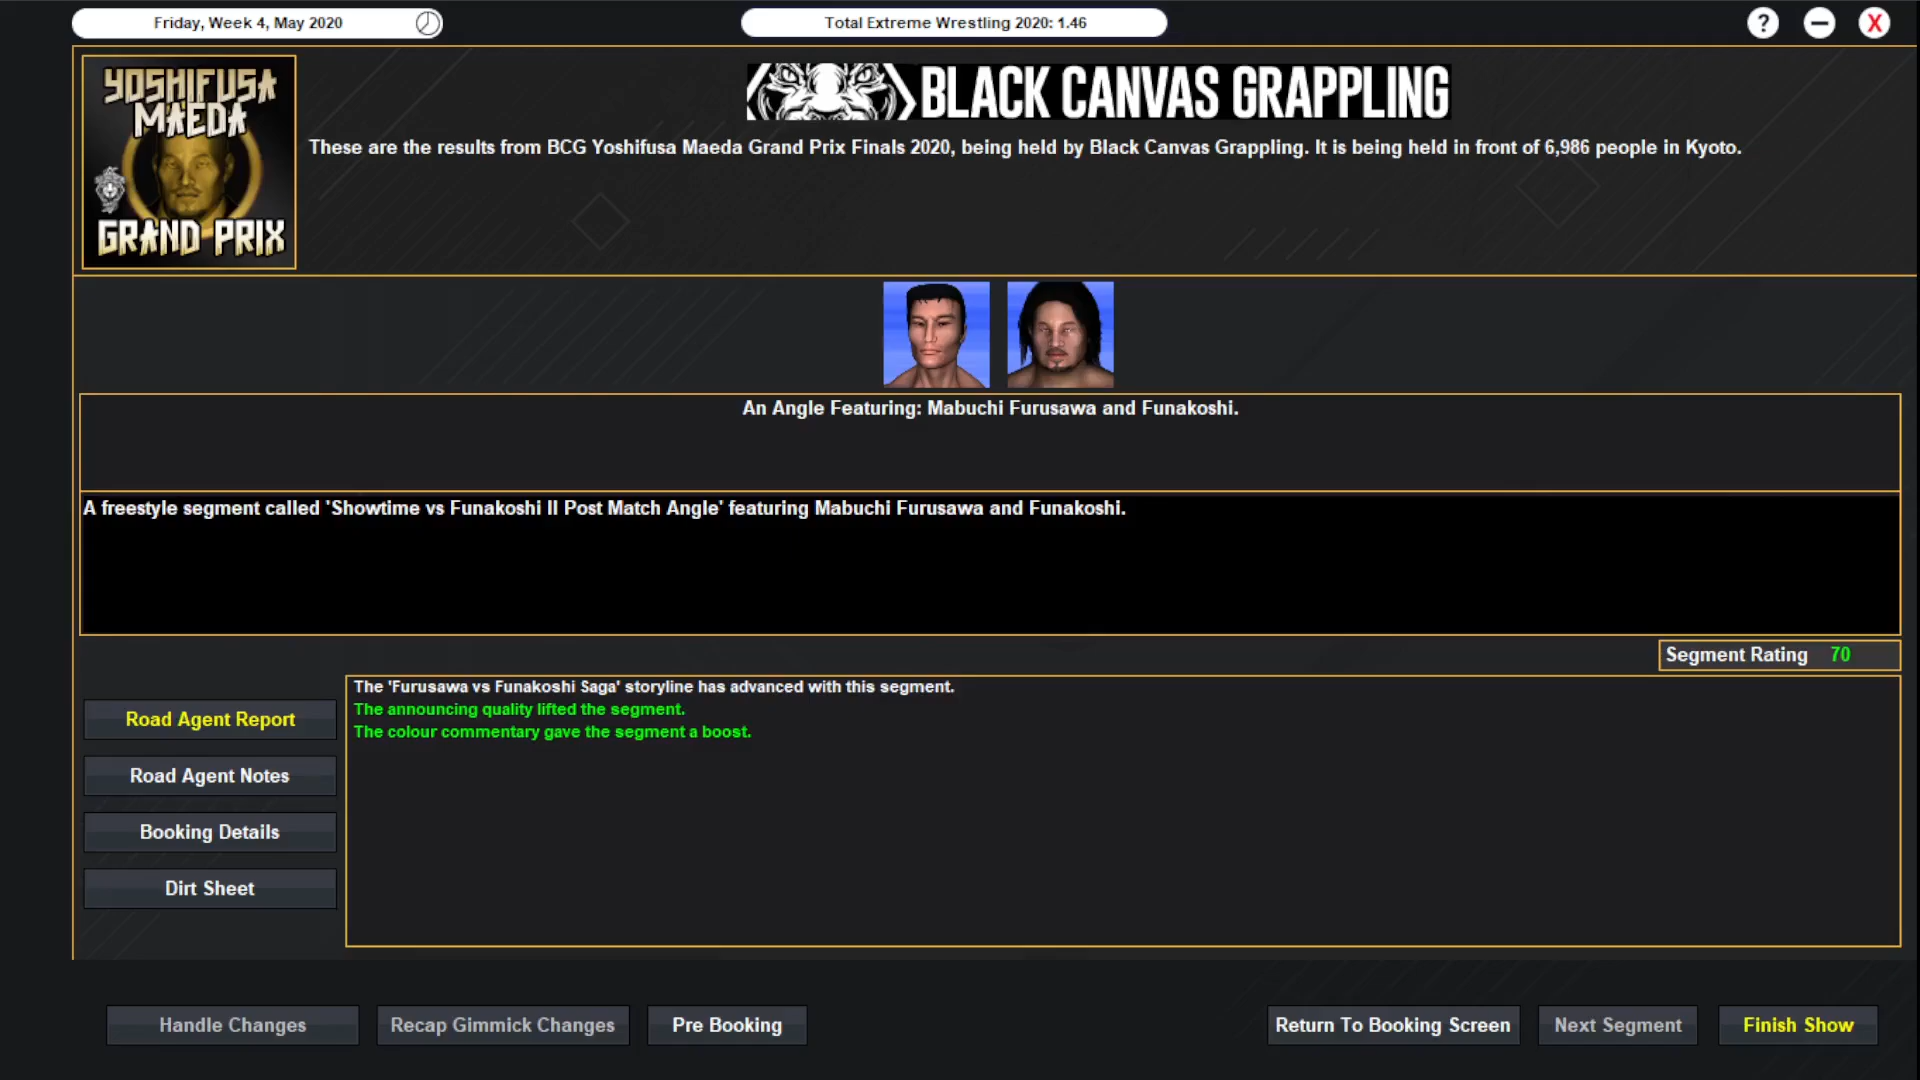 Friday, Week 4, May 2020
Total Extreme Wrestling 2020: 1.46
?
X
YOSHIFUSA
MAEDA
GRAND PRIX
BLACK CANVAS GRAPPLING
These are the results from BCG Yoshifusa Maeda Grand Prix Finals 2020, being held by Black Canvas Grappling. It is being held in front of 6,986 people in Kyoto.
An Angle Featuring: Mabuchi Furusawa and Funakoshi.
A freestyle segment called 'Showtime vs Funakoshi II Post Match Angle' featuring Mabuchi Furusawa and Funakoshi.
Segment Rating 70
Road Agent Report
Road Agent Notes
Booking Details
Dirt Sheet
The 'Furusawa vs Funakoshi Saga' storyline has advanced with this segment.
The announcing quality lifted the segment.
The colour commentary gave the segment a boost.
Handle Changes
Recap Gimmick Changes
Pre Booking
Return To Booking Screen
Next Segment
Finish Show